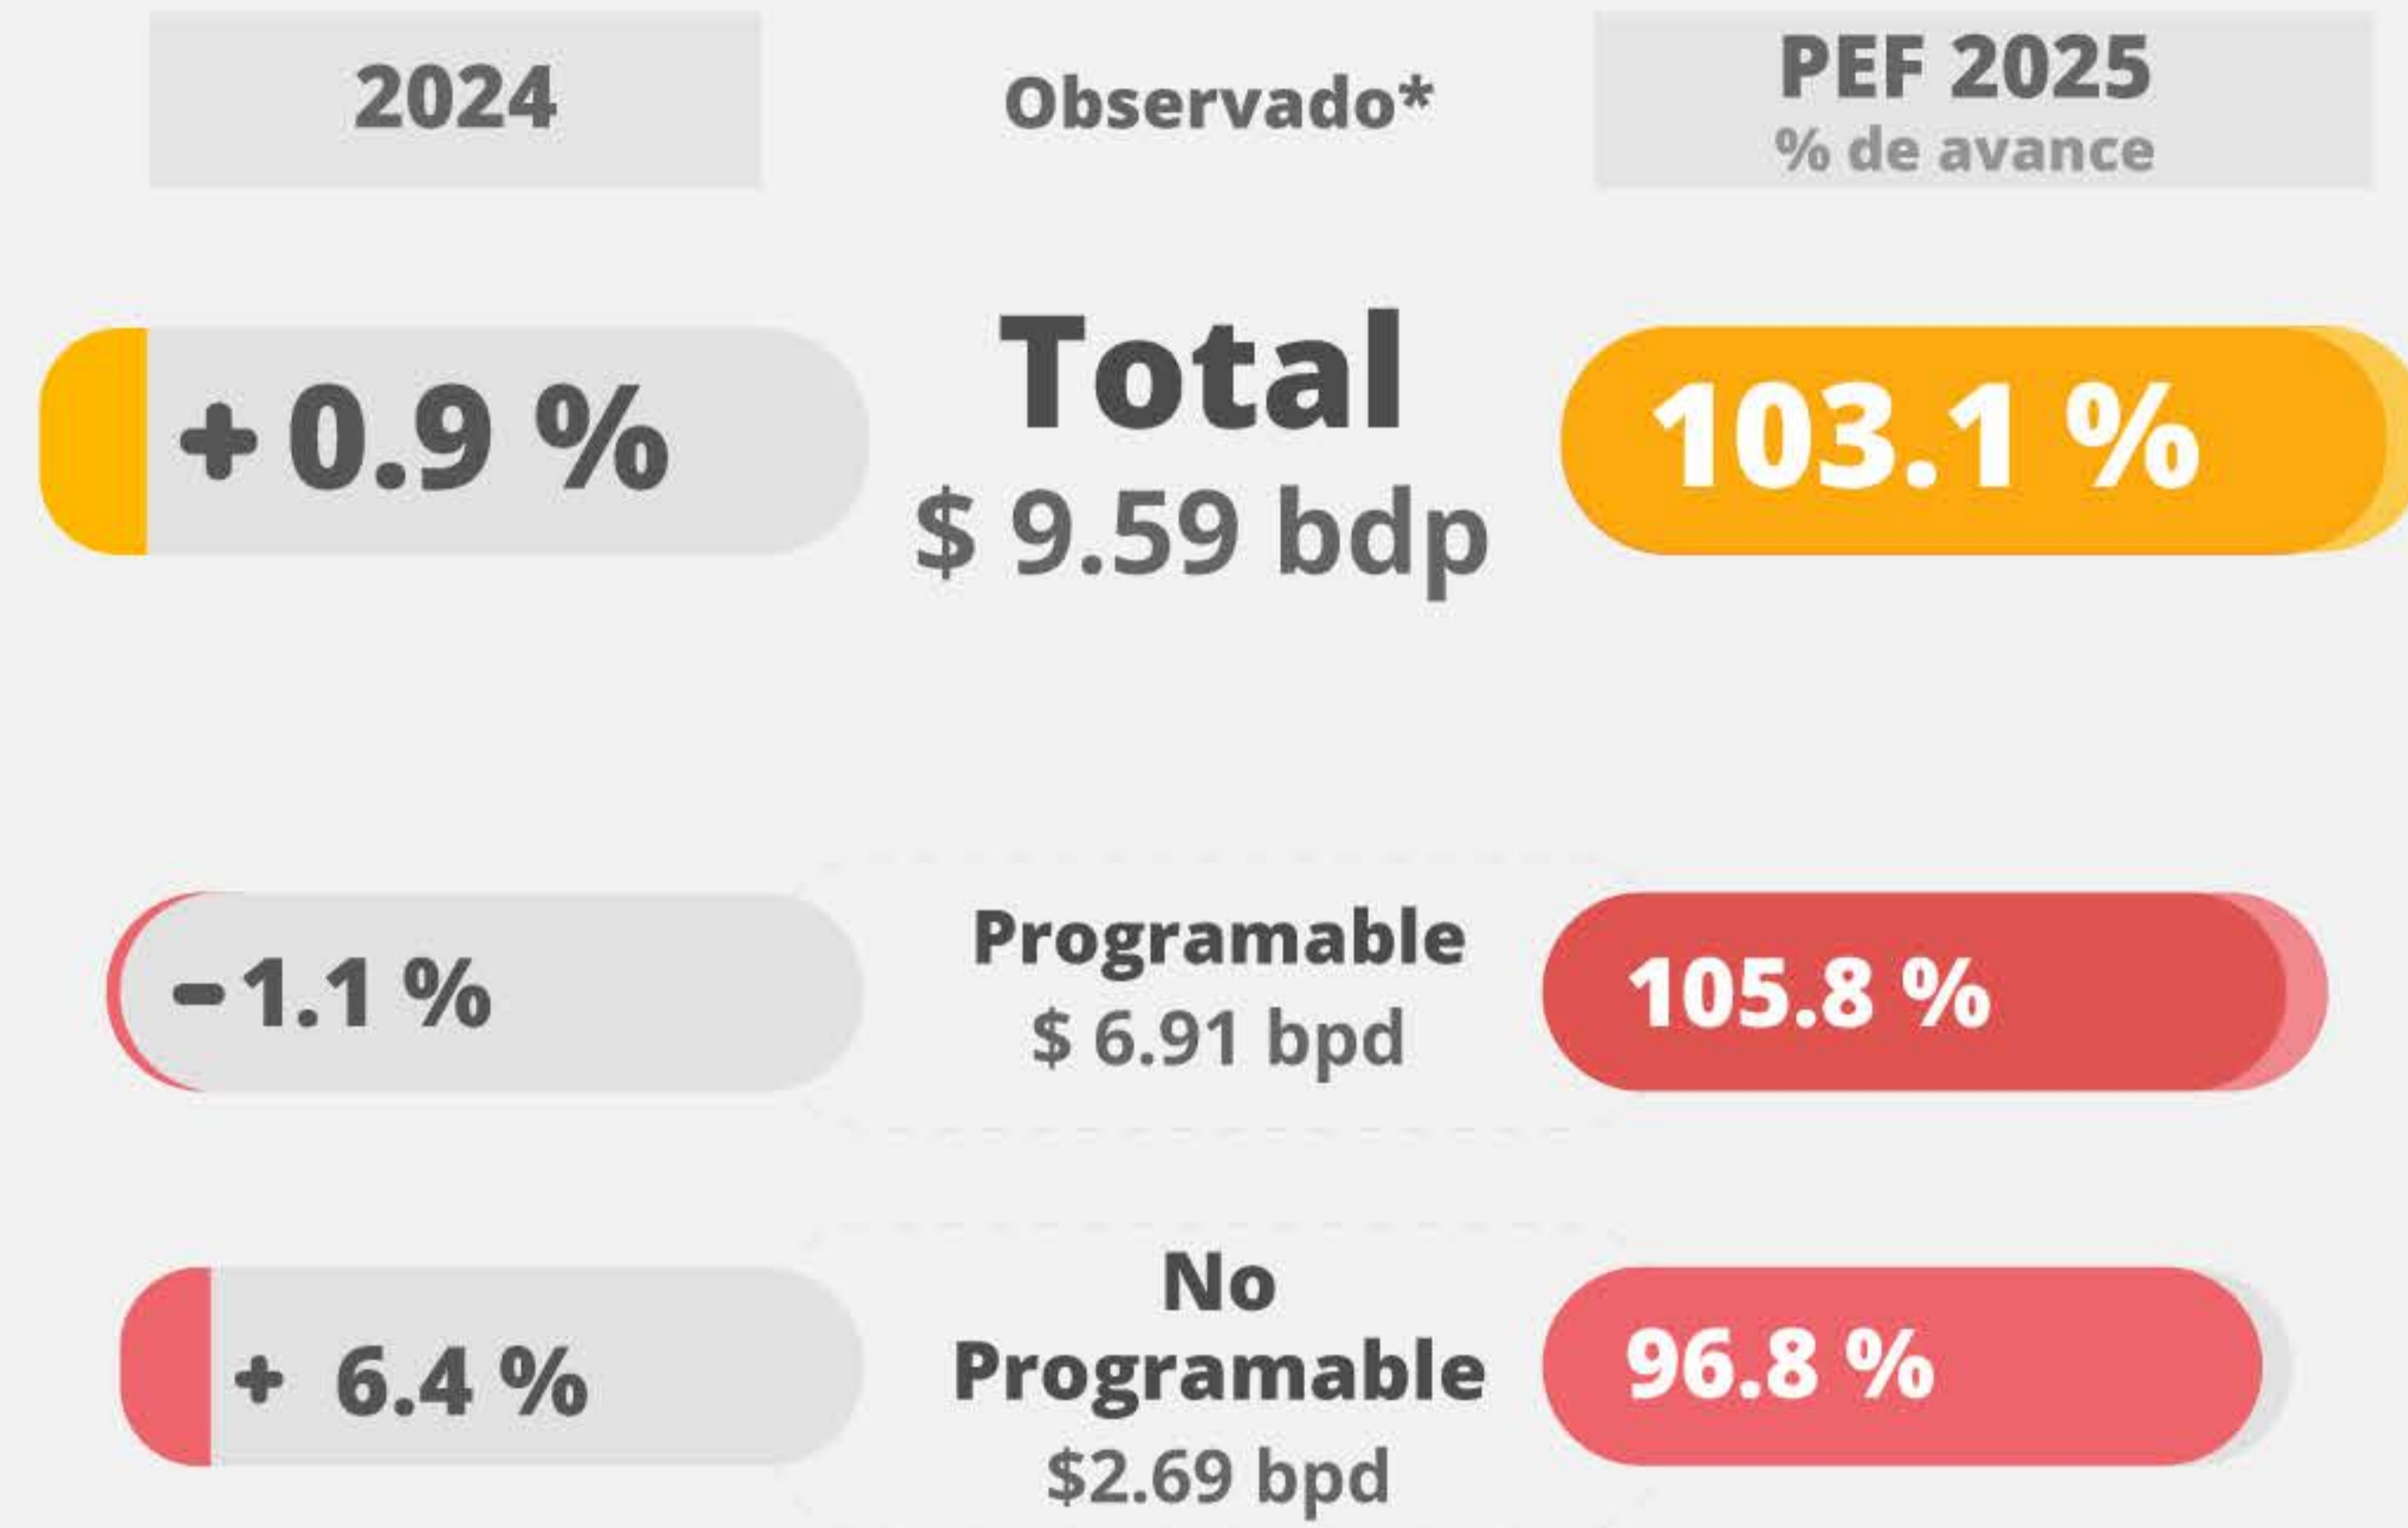 2024
Observado*
PEF 2025
% de avance
+ 0.9 %
Total
$ 9.59 bdp
103.1 %
– 1.1 %
Programable
$ 6.91 bpd
105.8 %
+ 6.4 %
No
Programable
$2.69 bpd
96.8 %